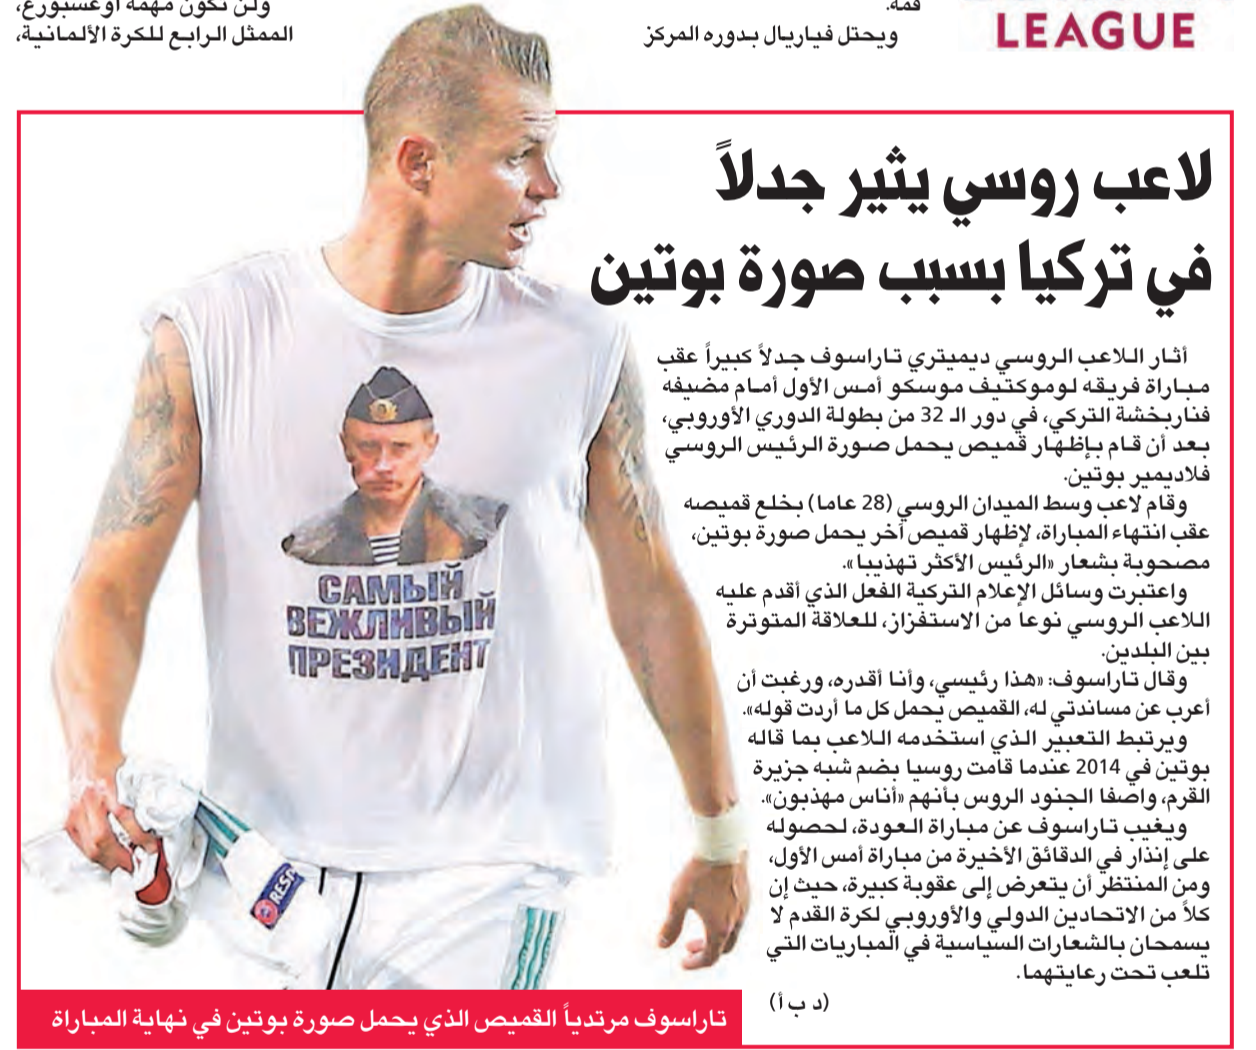 قمه.
ويحتل فياريال بدوره المركز
ولن تكون مهمة اوغسبورغ،
الممثل الرابع للكرة الألمانية،
LEAGUE
لاعب روسي يثير جدلاً
في تركيا بسبب صورة بوتين
أثار اللاعب الروسي ديميتري تاراسوف جدلاً كبيراً عقب
مباراة فريقه لوموكتيف موسكو أمس الأول أمام مضيفه
فناربخشة التركي، في دور الـ 32 من بطولة الدوري الأوروبي،
بعد أن قام بإظهار قميص يحمل صورة الرئيس الروسي
فلاديمير بوتين.
وقام لاعب وسط الميدان الروسي (28 عاما) بخلع قميصه
عقب انتهاء المباراة، لإظهار قميص آخر يحمل صورة بوتين،
مصحوبة بشعار «الرئيس الأكثر تهذيبا».
واعتبرت وسائل الإعلام التركية الفعل الذي أقدم عليه
اللاعب الروسي نوعا من الاستفزاز، للعلاقة المتوترة
بين البلدين.
وقال تاراسوف: «هذا رئيسي، وأنا أقدره، ورغبت أن
أعرب عن مساندتي له، القميص يحمل كل ما أردت قوله».
ويرتبط التعبير الذي استخدمه اللاعب بما قاله
بوتين في 2014 عندما قامت روسيا بضم شبه جزيرة
القرم، واصفا الجنود الروس بأنهم «أناس مهذبون».
ويغيب تاراسوف عن مباراة العودة، لحصوله
على إنذار في الدقائق الأخيرة من مباراة أمس الأول،
ومن المنتظر أن يتعرض إلى عقوبة كبيرة، حيث إن
كلاً من الاتحادين الدولي والأوروبي لكرة القدم لا
يسمحان بالشعارات السياسية في المباريات التي
تلعب تحت رعايتهما.
(د ب أ)
САМЫЙ
ВЕЖЛИВЫЙ
ПРЕЗИДЕНТ
RESP
تاراسوف مرتدياً القميص الذي يحمل صورة بوتين في نهاية المباراة